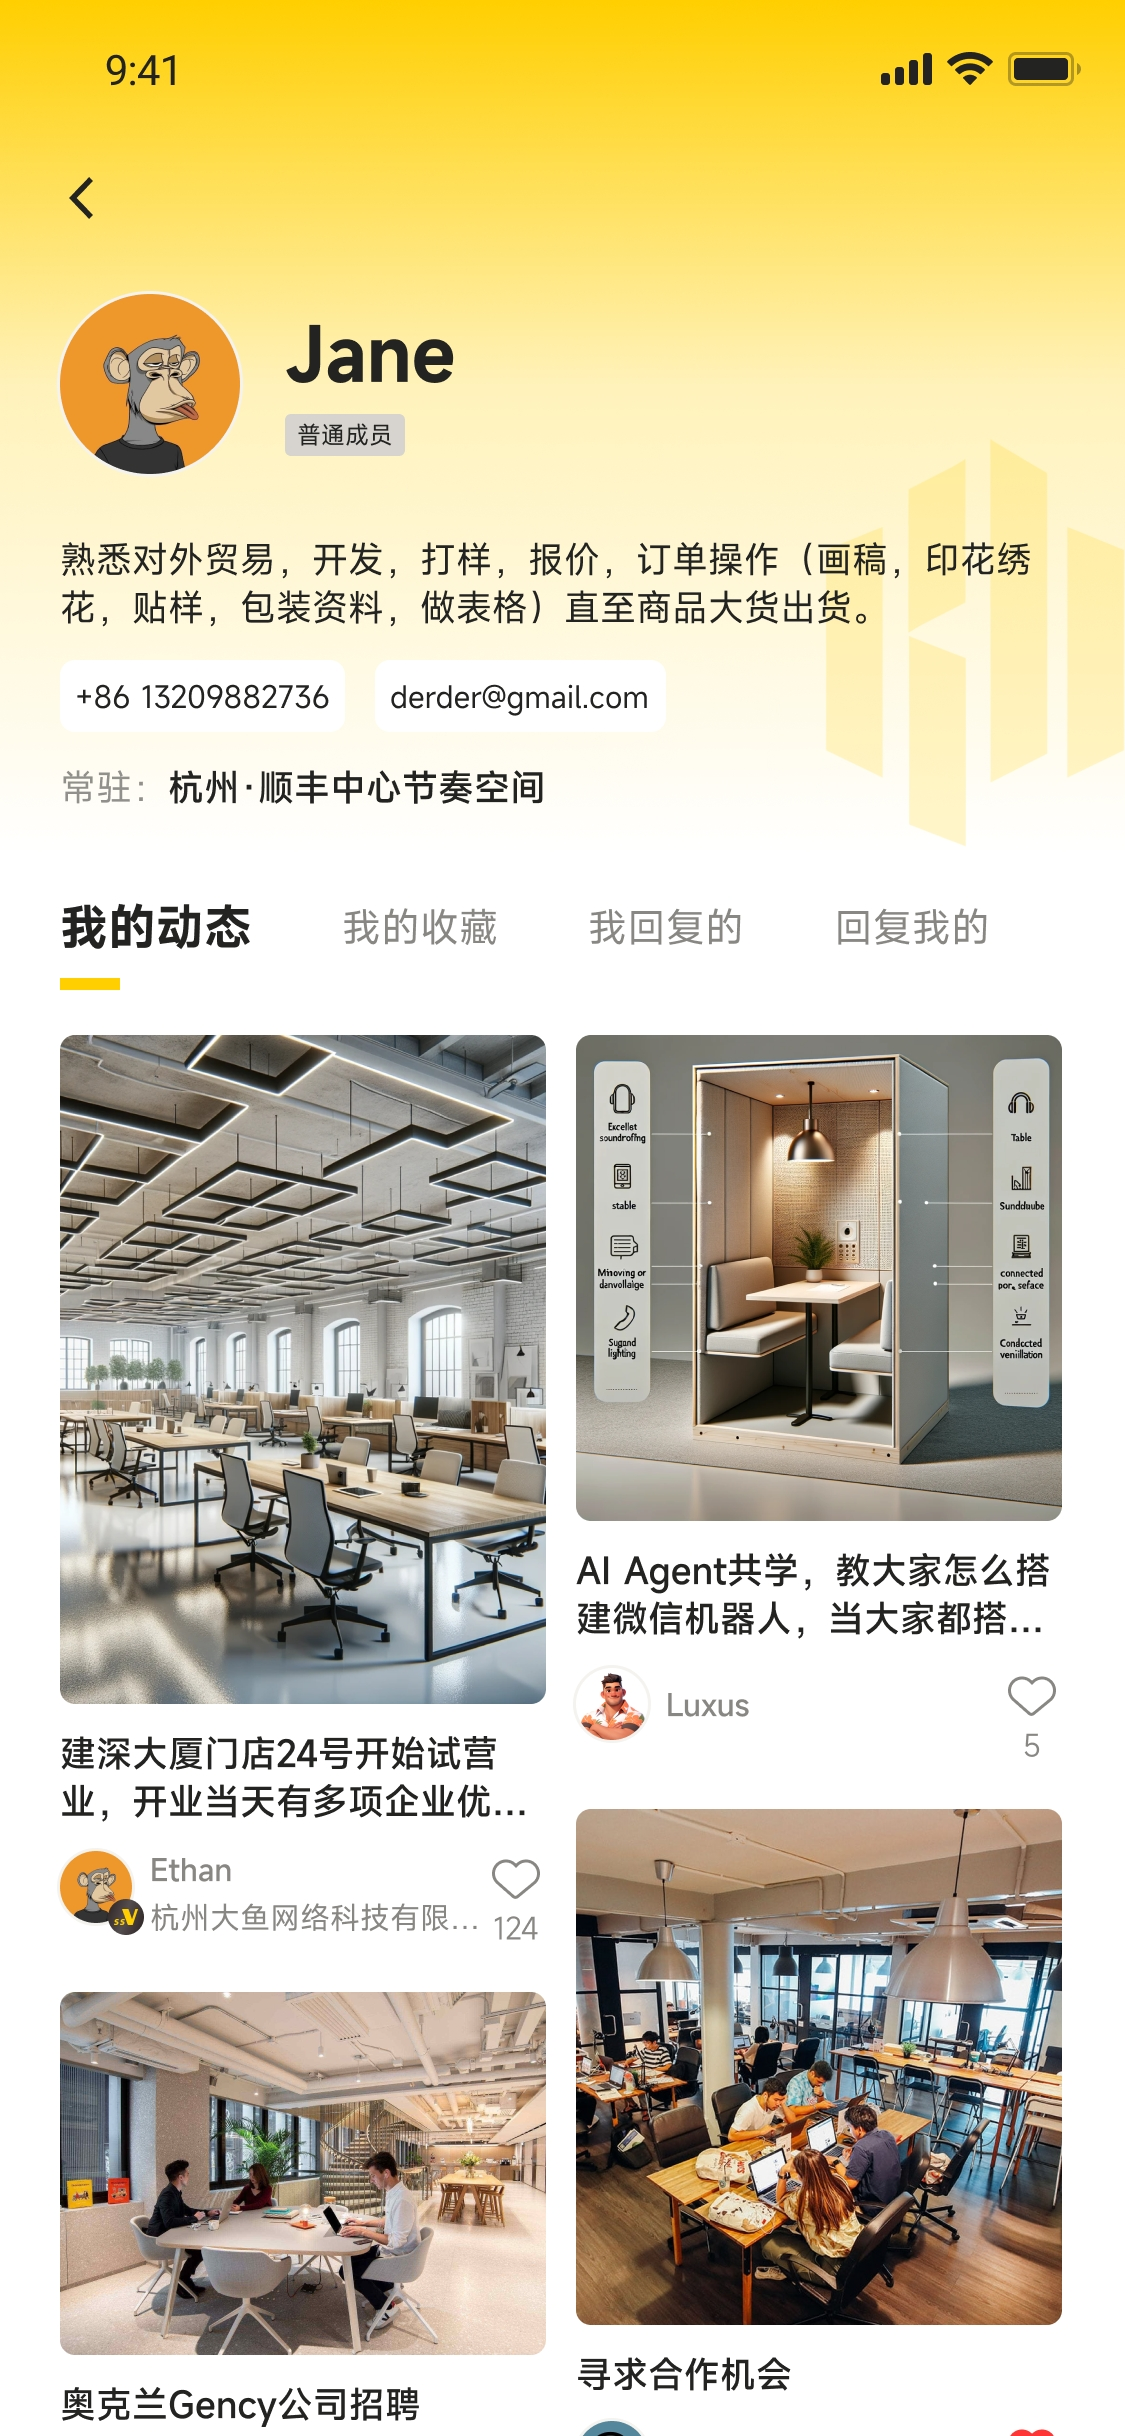 9:41
Jane
普通成员
熟悉对外贸易，开发，打样，报价，订单操作（画稿，印花绣
花，贴样，包装资料，做表格）直至商品大货出货。
+86 13209882736
derder@gmail.com
常驻：杭州·顺丰中心节奏空间
我的动态
我的收藏
我回复的
回复我的
Excellst
soundrofing
stable
Minoving or
danvollaige
Sugand
lighting
Table
Sunddaube
connected
por, seface
Condccted
veniillation
AI Agent共学，教大家怎么搭
建微信机器人，当大家都搭...
Luxus
5
建深大厦门店24号开始试营
业，开业当天有多项企业优...
Ethan
杭州大鱼网络科技有限...
124
ssV
奥克兰Gency公司招聘
寻求合作机会